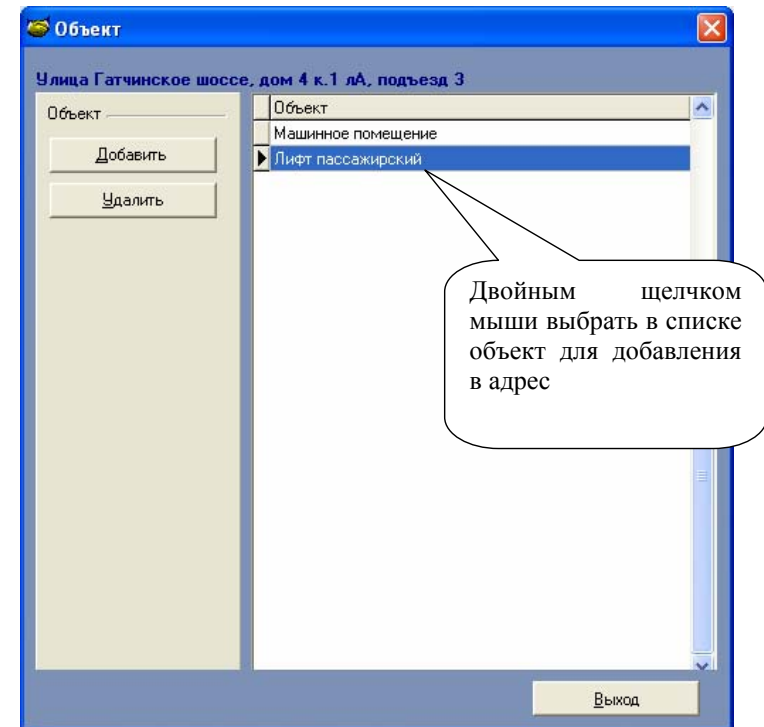 Объект
Улица Гатчинское шоссе, дом 4 к.1 лА, подъезд 3
Объект
Добавить
Удалить
Объект
Машинное помещение
Лифт пассажирский
Двойным щелчком
мыши выбрать в списке
объект для добавления
в адрес
Выход